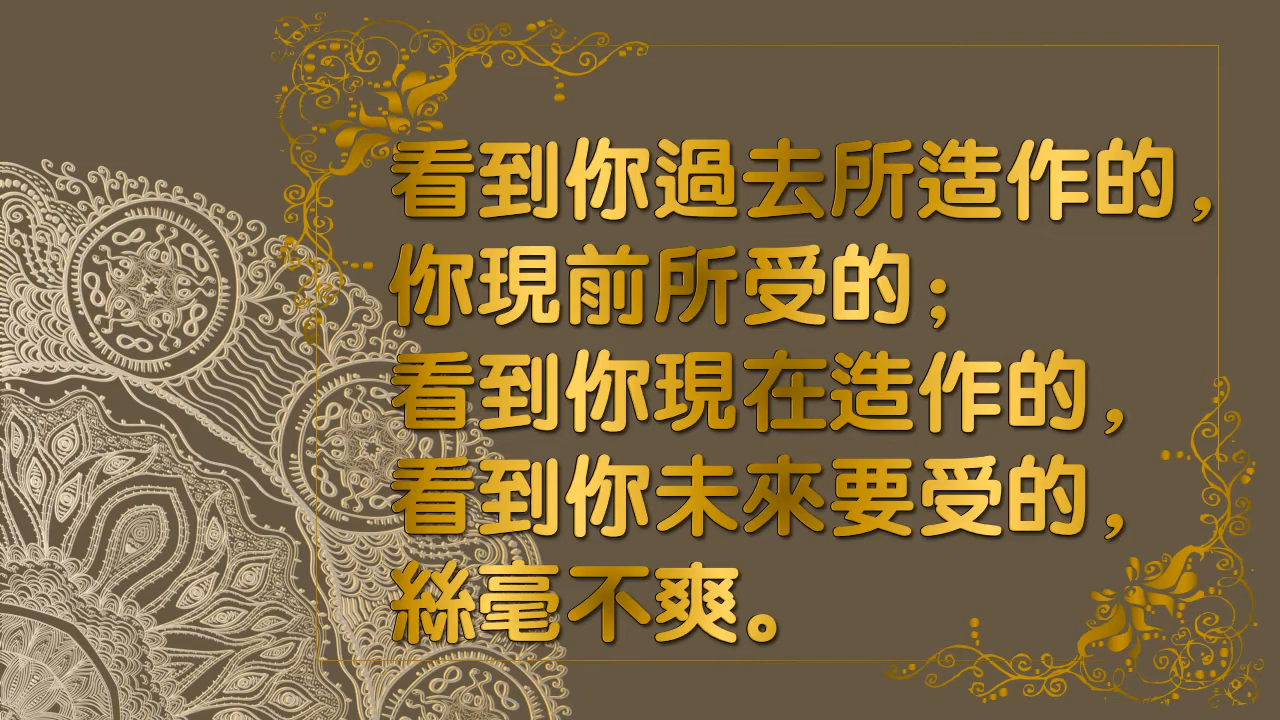 看到你過去所造作的，
你現前所受的；
看到你現在造作的，
看到你未來要受的，
絲毫不爽。